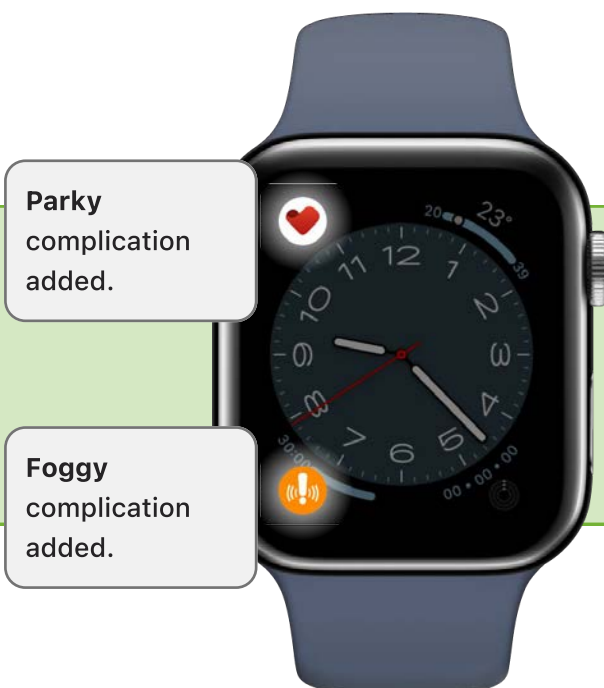 Parky
complication
added.
20 23°
39
12
1
2
3
4
5
6
7
8
9
10
11
Foggy
complication
added.
30:00
00•00•00